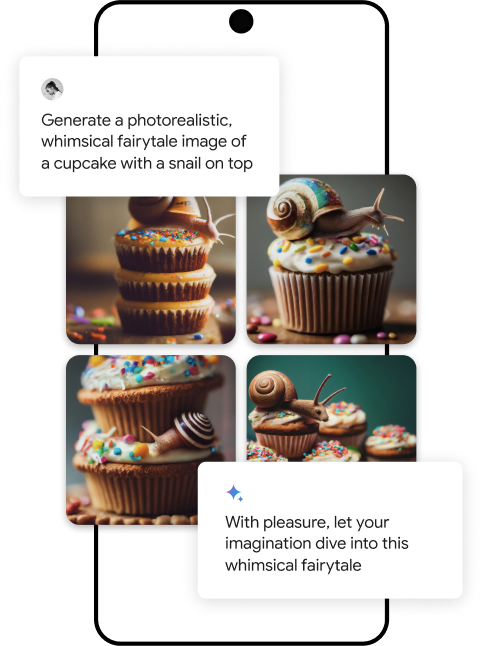 Generate a photorealistic,
whimsical fairytale image of
a cupcake with a snail on top
With pleasure, let your
imagination dive into this
whimsical fairytale